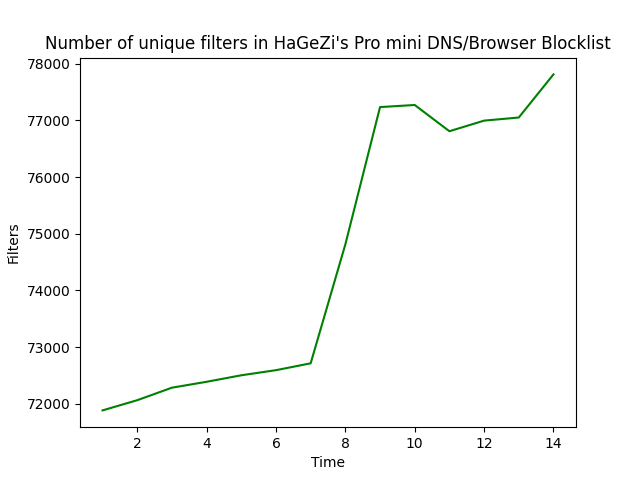 Number of unique filters in HaGeZi's Pro mini DNS/Browser Blocklist
78000
77000
76000
75000
74000
73000
72000
Filters
2 4 6 8 10 12 14
Time